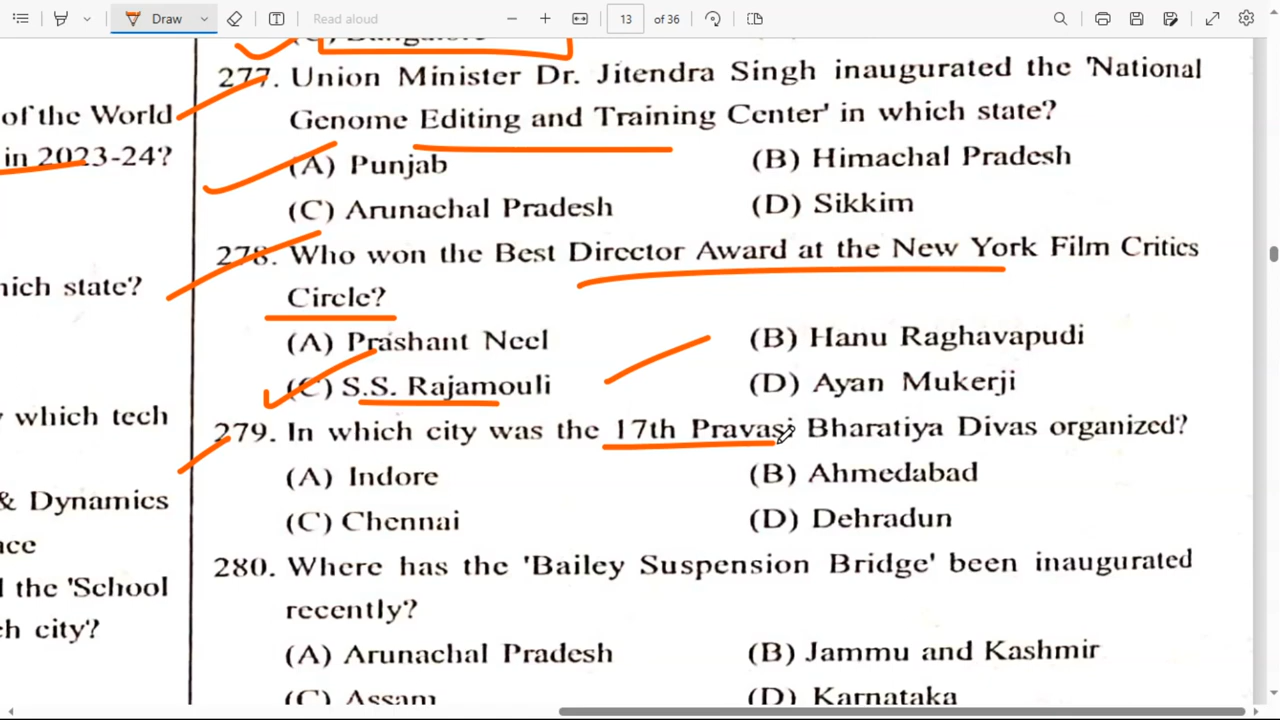 Draw
Read aloud
13 of 36
of the World
in 2023-24?
which state?
which tech
& Dynamics
the 'School
city?
(C) Bangalore
277. Union Minister Dr. Jitendra Singh inaugurated the 'National
Genome Editing and Training Center' in which state?
(A) Punjab (B) Himachal Pradesh
(C) Arunachal Pradesh (D) Sikkim
278. Who won the Best Director Award at the New York Film Critics
Circle?
(A) Prashant Neel (B) Hanu Raghavapudi
(C) S.S. Rajamouli (D) Ayan Mukerji
279. In which city was the 17th Pravasi Bharatiya Divas organized?
(A) Indore (B) Ahmedabad
(C) Chennai (D) Dehradun
280. Where has the 'Bailey Suspension Bridge' been inaugurated
recently?
(A) Arunachal Pradesh (B) Jammu and Kashmir
(C) Assam (D) Karnataka